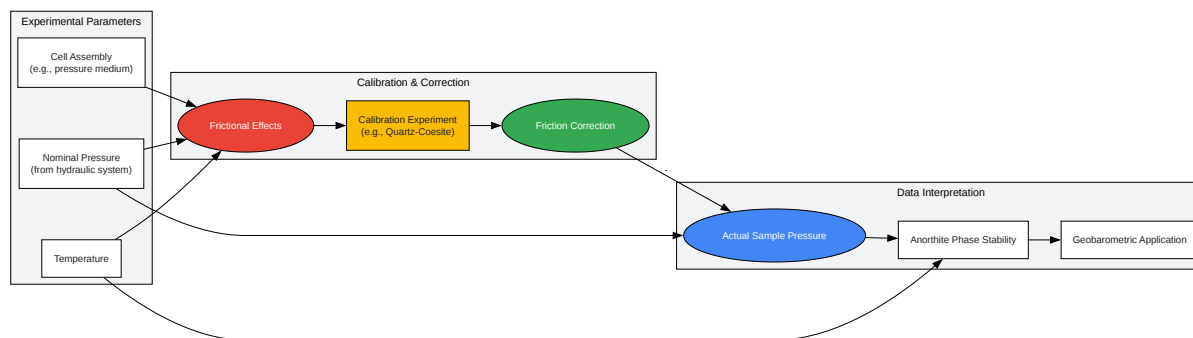 Experimental Parameters
Cell Assembly
(e.g., pressure medium)
Nominal Pressure
(from hydraulic system)
Temperature
Calibration & Correction
Frictional Effects
Calibration Experiment
(e.g., Quartz-Coesite)
Friction Correction
-
Data Interpretation
Actual Sample Pressure
Anorthite Phase Stability
Geobarometric Application